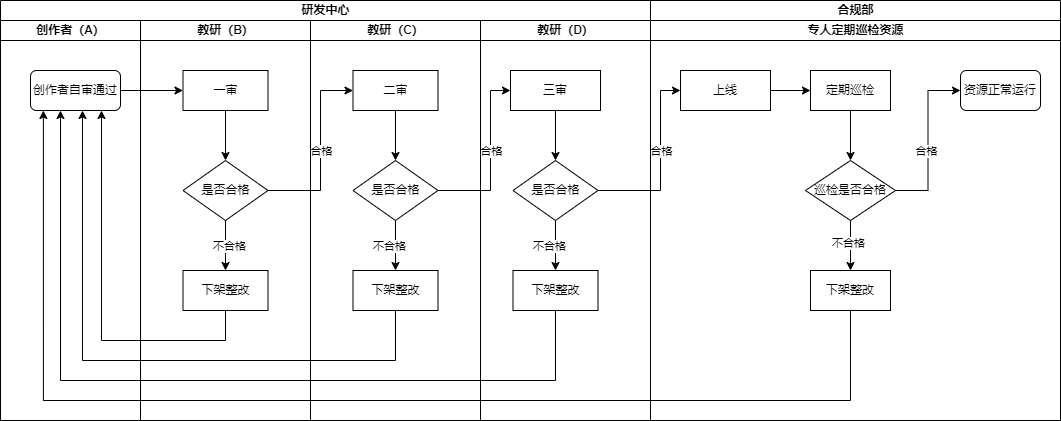 研发中心
合规部
创作者（A）
教研（B）
教研（C）
教研（D）
专人定期巡检资源
创作者自审通过
一审
二审
三审
上线
定期巡检
资源正常运行
合格
合格
合格
合格
是否合格
是否合格
是否合格
巡检是否合格
不合格
不合格
不合格
不合格
下架整改
下架整改
下架整改
下架整改